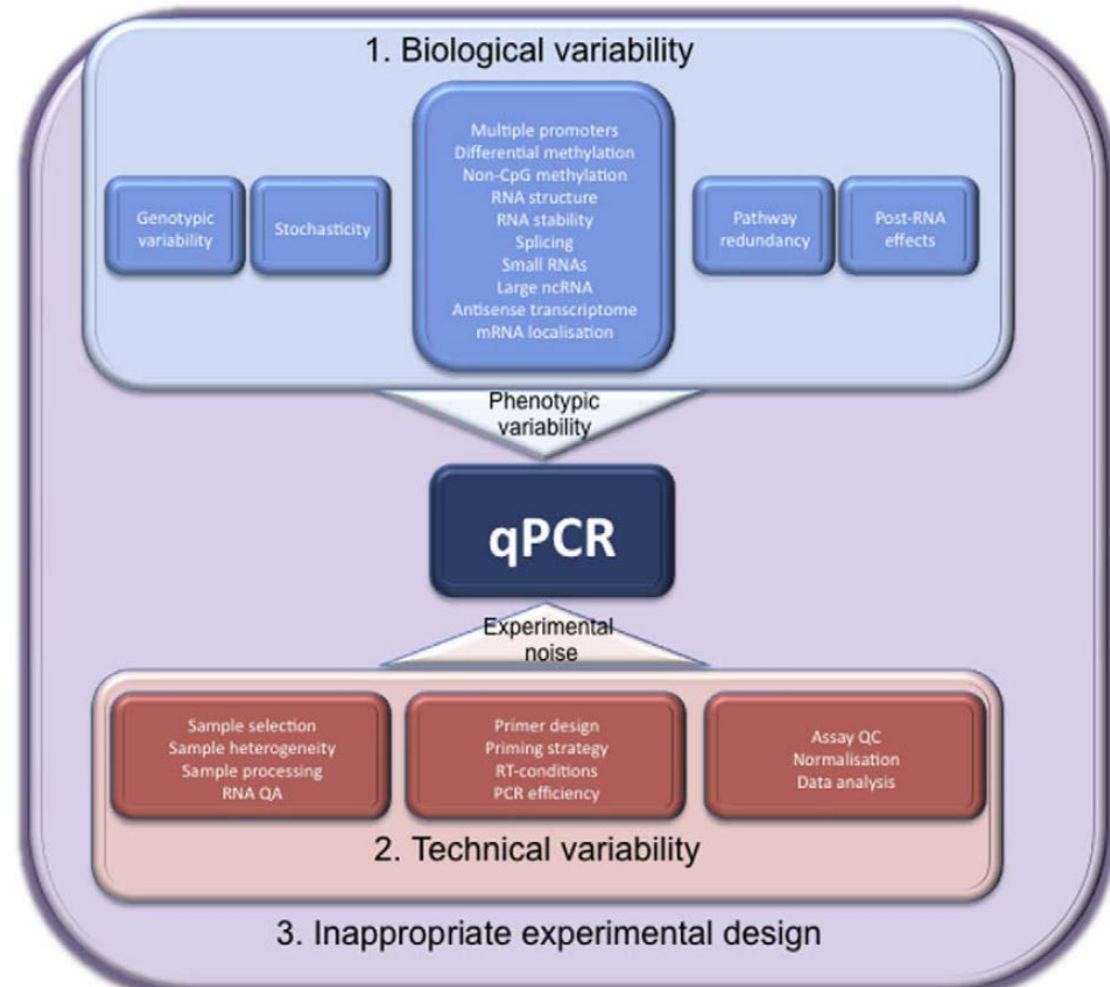 1. Biological variability
Genotypic
variability
Stochasticity
Multiple promoters
Differential methylation
Non-CpG methylation
RNA structure
RNA stability
Splicing
Small RNAs
Large ncRNA
Antisense transcriptome
mRNA localisation
Pathway
redundancy
Post-RNA
effects
Phenotypic
variability
qPCR
Experimental
noise
Sample selection
Sample heterogeneity
Sample processing
RNA QA
Primer design
Priming strategy
RT-conditions
PCR efficiency
Assay QC
Normalisation
Data analysis
2. Technical variability
3. Inappropriate experimental design